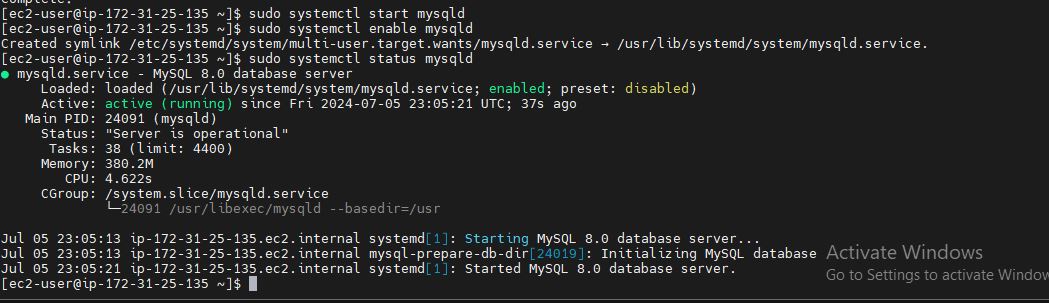 [ec2-user@ip-172-31-25-135 ~]$ sudo systemctl start mysqld
[ec2-user@ip-172-31-25-135 ~]$ sudo systemctl enable mysqld
Created symlink /etc/systemd/system/multi-user.target.wants/mysqld.service → /usr/lib/systemd/system/mysqld.service.
[ec2-user@ip-172-31-25-135 ~]$ sudo systemctl status mysqld
● mysqld.service - MySQL 8.0 database server
Loaded: loaded (/usr/lib/systemd/system/mysqld.service; enabled; preset: disabled)
Active: active (running) since Fri 2024-07-05 23:05:21 UTC; 37s ago
Main PID: 24091 (mysqld)
Status: "Server is operational"
Tasks: 38 (limit: 4400)
Memory: 380.2M
CPU: 4.622s
CGroup: /system.slice/mysqld.service
└─24091 /usr/libexec/mysqld --basedir=/usr
Jul 05 23:05:13 ip-172-31-25-135.ec2.internal systemd[1]: Starting MySQL 8.0 database server...
Jul 05 23:05:13 ip-172-31-25-135.ec2.internal mysql-prepare-db-dir[24019]: Initializing MySQL database
Jul 05 23:05:21 ip-172-31-25-135.ec2.internal systemd[1]: Started MySQL 8.0 database server.
[ec2-user@ip-172-31-25-135 ~]$
Activate Windows
Go to Settings to activate Window